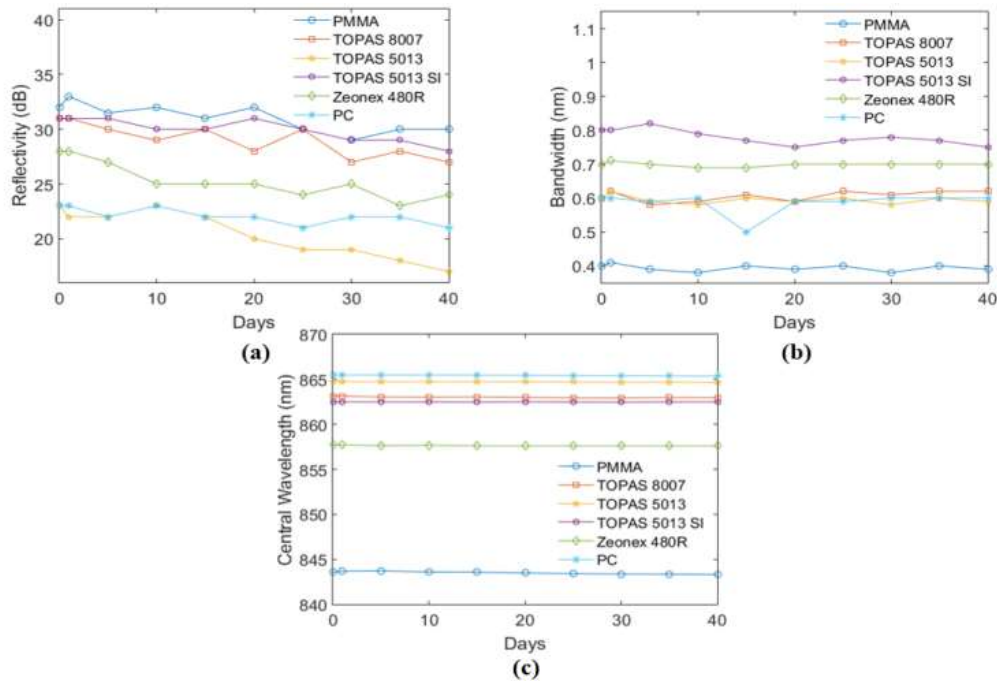 41
37
33
29
25
20
Reflectivity (dB)
0
10
20
30
40
Days
PMMA
TOPAS 8007
TOPAS 5013
TOPAS 5013 SI
Zeonex 480R
PC
(a)
1.1
1
0.9
0.8
0.7
0.6
0.5
0.4
Bandwidth (nm)
0
10
20
30
40
Days
PMMA
TOPAS 8007
TOPAS 5013
TOPAS 5013 SI
Zeonex 480R
PC
(b)
870
865
860
855
850
845
840
Central Wavelength (nm)
0
10
20
30
40
Days
PMMA
TOPAS 8007
TOPAS 5013
TOPAS 5013 SI
Zeonex 480R
PC
(c)